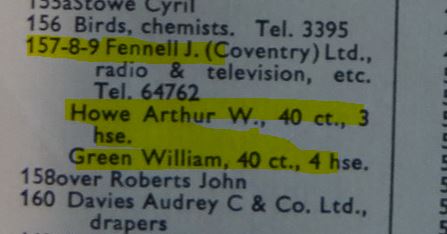 155aStowe Cyril
156 Birds, chemists. Tel. 3395
157-8-9 Fennell J. (Coventry) Ltd.,
radio & television, etc.
Tel. 64762
Howe Arthur W., 40 ct., 3
hse.
Green William, 40 ct., 4 hse.
158over Roberts John
160 Davies Audrey C & Co. Ltd.,
drapers